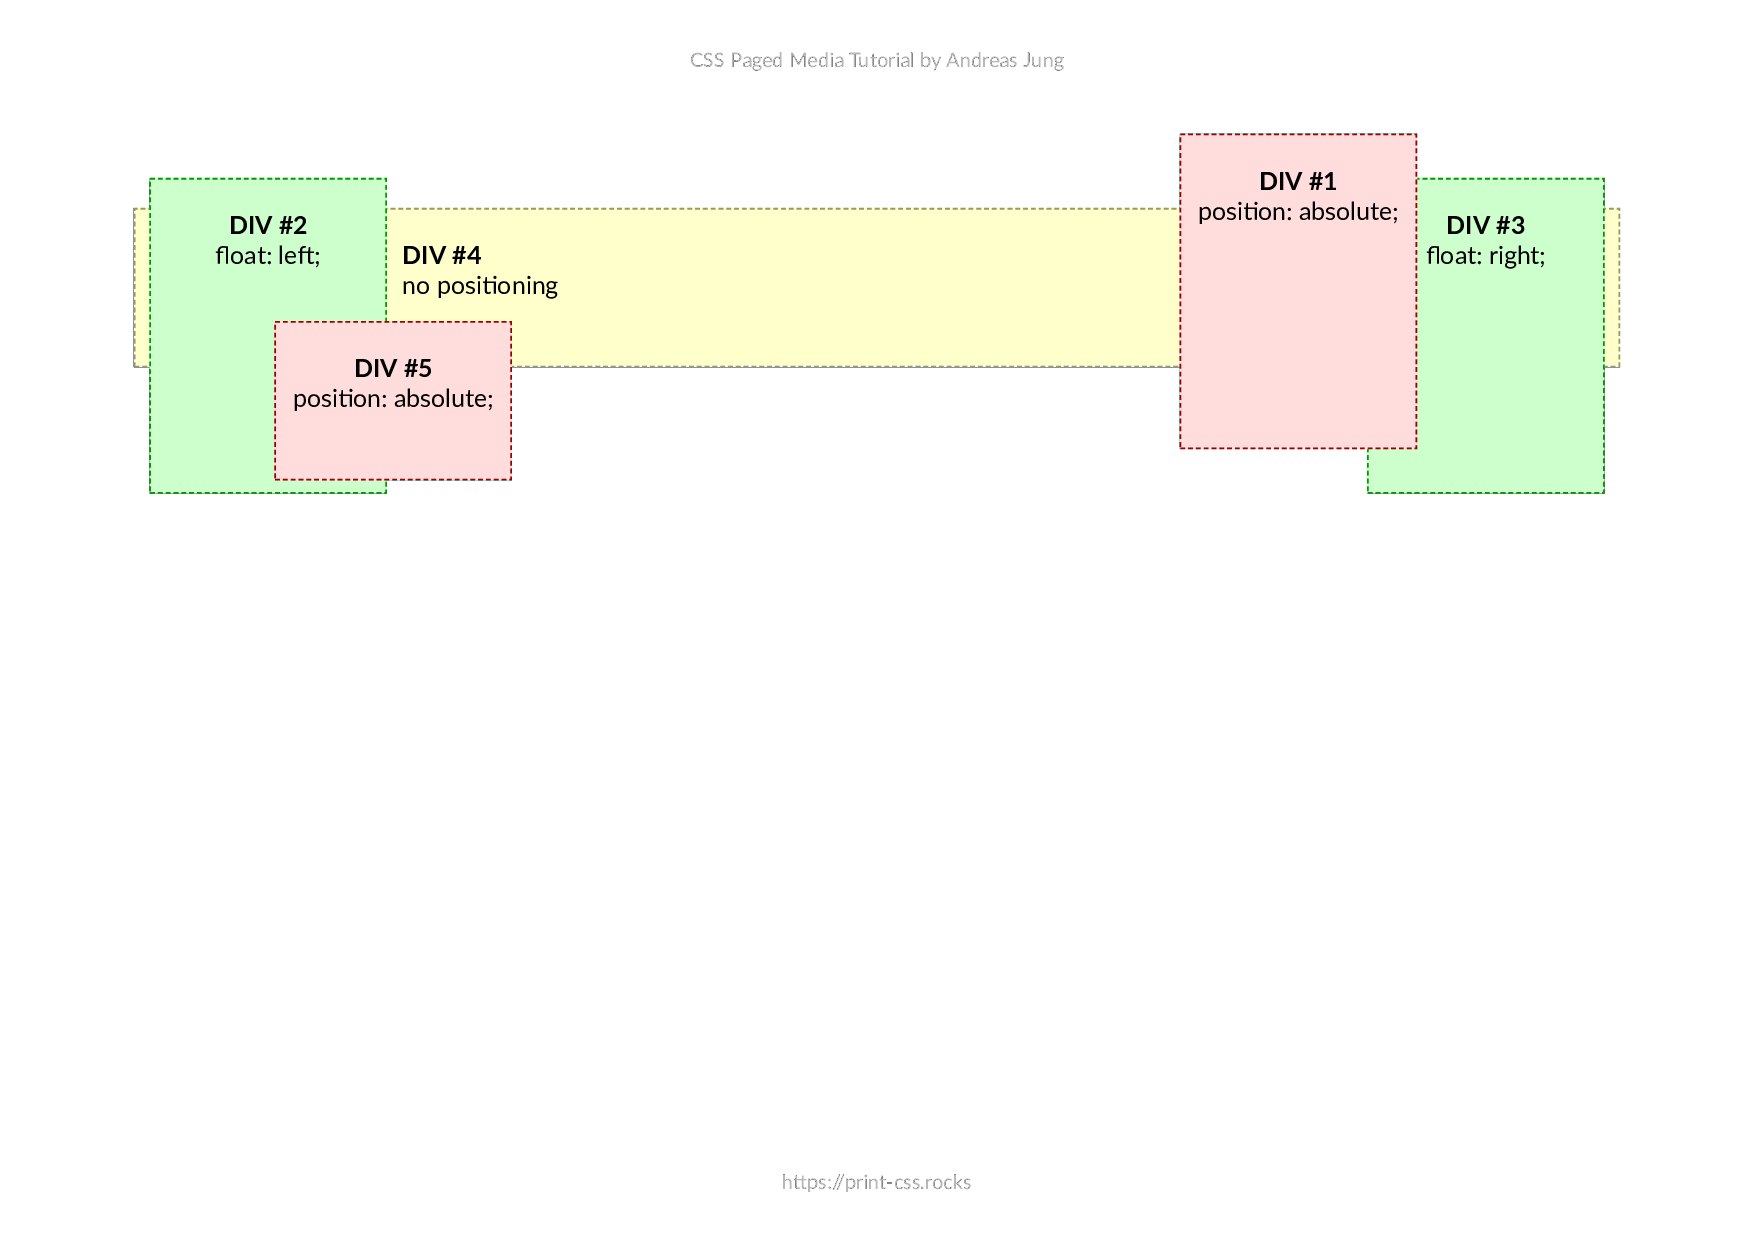 CSS Paged Media Tutorial by Andreas Jung
DIV #1
position: absolute;
DIV #2
float: left;
DIV #3
float: right;
DIV #4
no positioning
DIV #5
position: absolute;
https://print-css.rocks